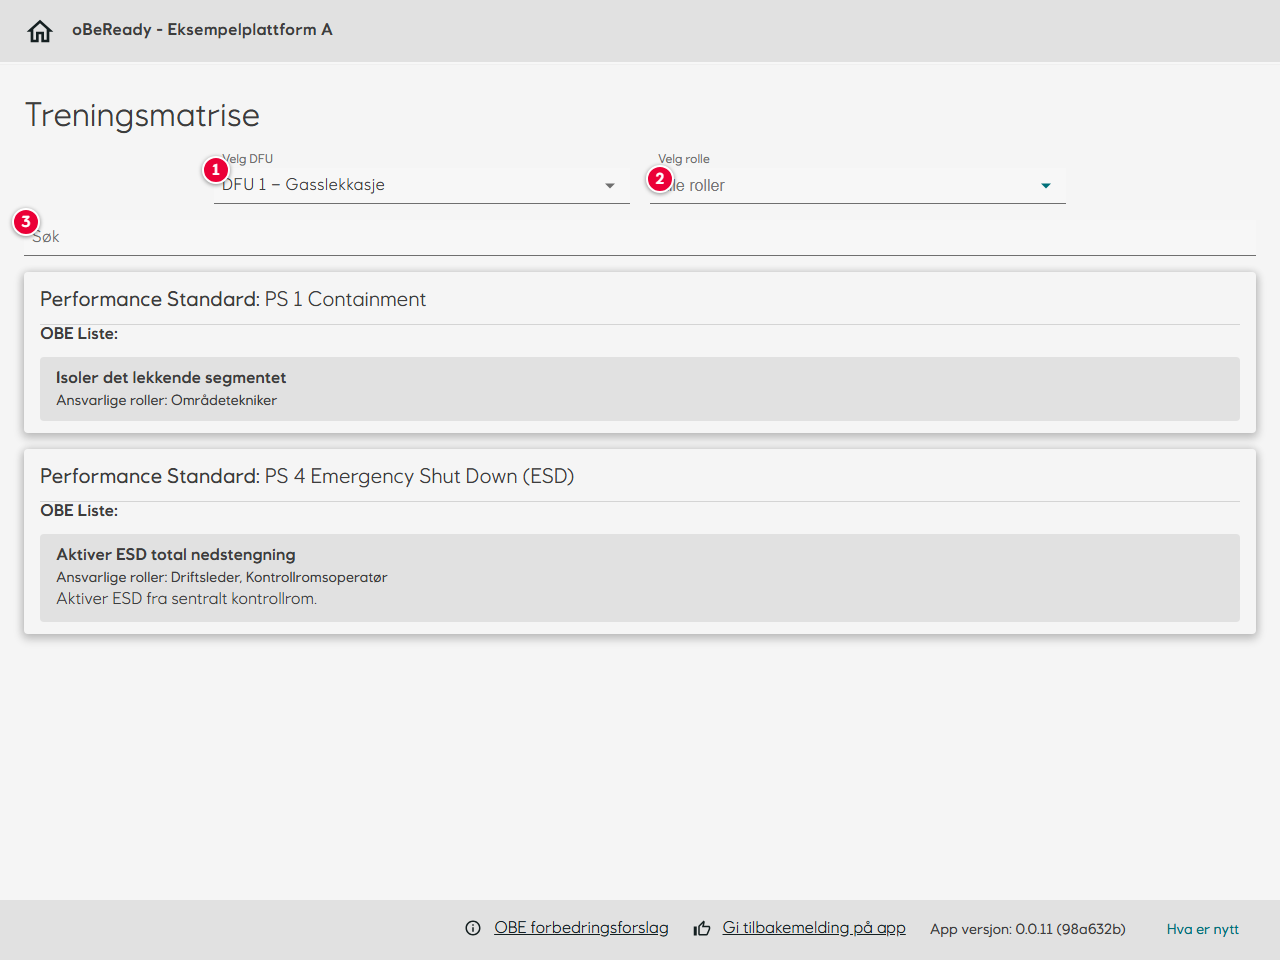 oBeReady - Eksempelplattform A
Treningsmatrise
Velg DFU
Velg rolle
1
DFU 1 – Gasslekkasje
2
roller
3
Søk
Performance Standard: PS 1 Containment
OBE Liste:
Isoler det lekkende segmentet
Ansvarlige roller: Områdetekniker
Performance Standard: PS 4 Emergency Shut Down (ESD)
OBE Liste:
Aktiver ESD total nedstengning
Ansvarlige roller: Driftsleder, Kontrollromsoperatør
Aktiver ESD fra sentralt kontrollrom.
OBE forbedringsforslag
Gi tilbakemelding på app
App versjon: 0.0.11 (98a632b)
Hva er nytt